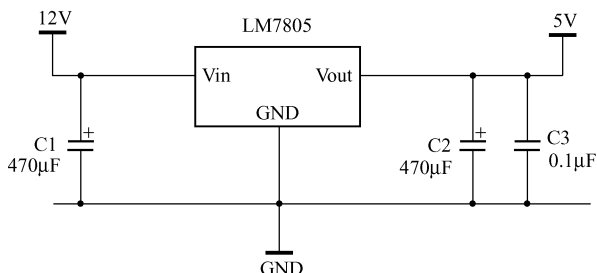 12V
LM7805
5V
Vin
Vout
GND
C1
+
470μF
C2
+
470μF
C3
0.1μF
GND